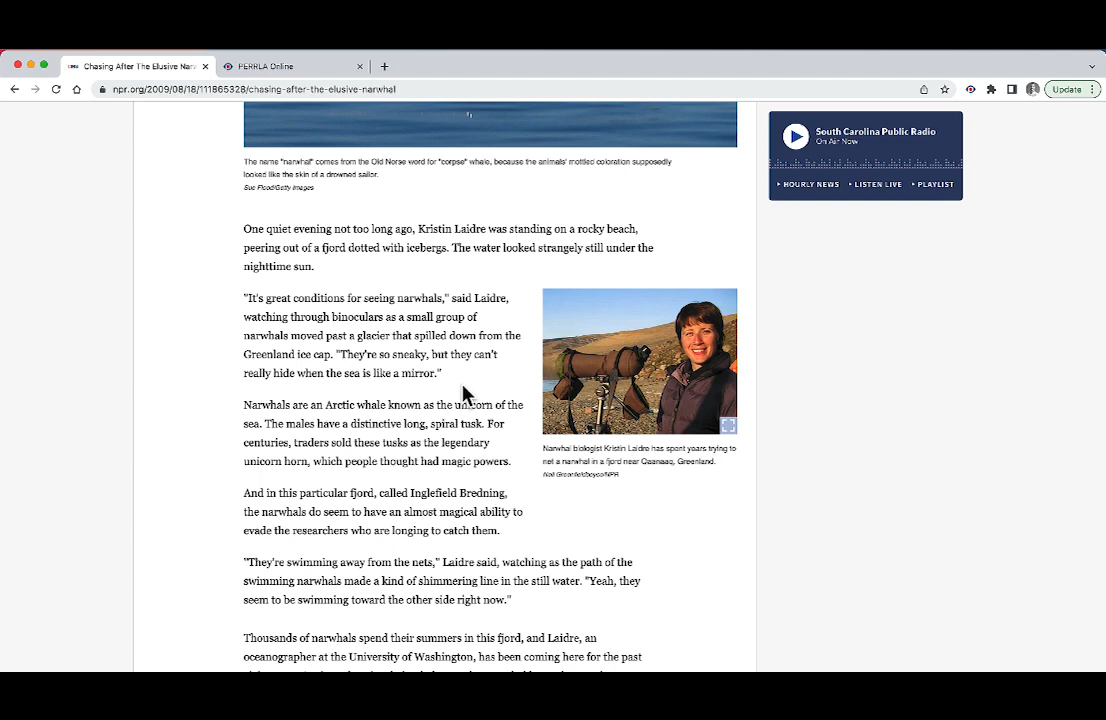 Chasing After The Elusive Narw
PERRLA Online
npr.org/2009/08/18/111865328/chasing-after-the-elusive-narwhal
Update
The name "narwhal" comes from the Old Norse word for "corpse" whale, because the animals' mottled coloration supposedly
looked like the skin of a drowned sailor.
Sue Flood/Getty Images
South Carolina Public Radio
On Air Now
HOURLY NEWS
LISTEN LIVE
PLAYLIST
One quiet evening not too long ago, Kristin Laidre was standing on a rocky beach,
peering out of a fjord dotted with icebergs. The water looked strangely still under the
nighttime sun.
"It's great conditions for seeing narwhals," said Laidre,
watching through binoculars as a small group of
narwhals moved past a glacier that spilled down from the
Greenland ice cap. "They're so sneaky, but they can't
really hide when the sea is like a mirror."
Narwhals are an Arctic whale known as the unicorn of the
sea. The males have a distinctive long, spiral tusk. For
centuries, traders sold these tusks as the legendary
unicorn horn, which people thought had magic powers.
Narwhal biologist Kristin Laidre has spent years trying to
net a narwhal in a fjord near Qaanaaq, Greenland.
Nell Greenfieldboyce/NPR
And in this particular fjord, called Inglefield Bredning,
the narwhals do seem to have an almost magical ability to
evade the researchers who are longing to catch them.
"They're swimming away from the nets," Laidre said, watching as the path of the
swimming narwhals made a kind of shimmering line in the still water. "Yeah, they
seem to be swimming toward the other side right now."
Thousands of narwhals spend their summers in this fjord, and Laidre, an
oceanographer at the University of Washington, has been coming here for the past